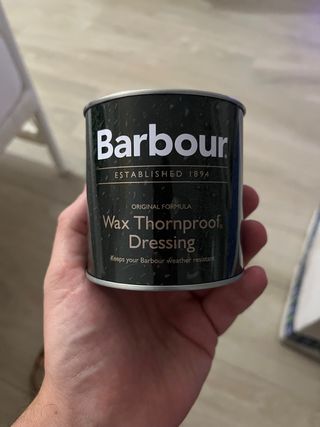 Barbour.
ESTABLISHED 1894
ORIGINAL FORMULA
Wax Thornproof®
Dressing
Keeps your Barbour weather resistant